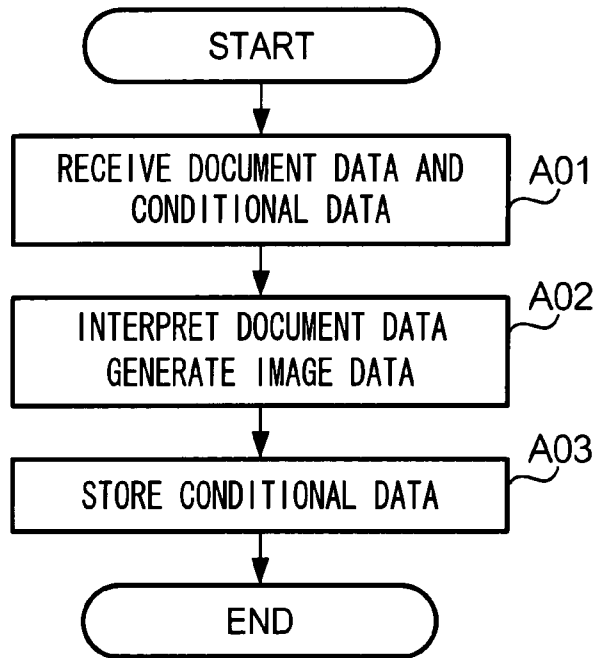 START
RECEIVE DOCUMENT DATA AND
CONDITIONAL DATA
A01
INTERPRET DOCUMENT DATA
GENERATE IMAGE DATA
A02
STORE CONDITIONAL DATA
A03
END